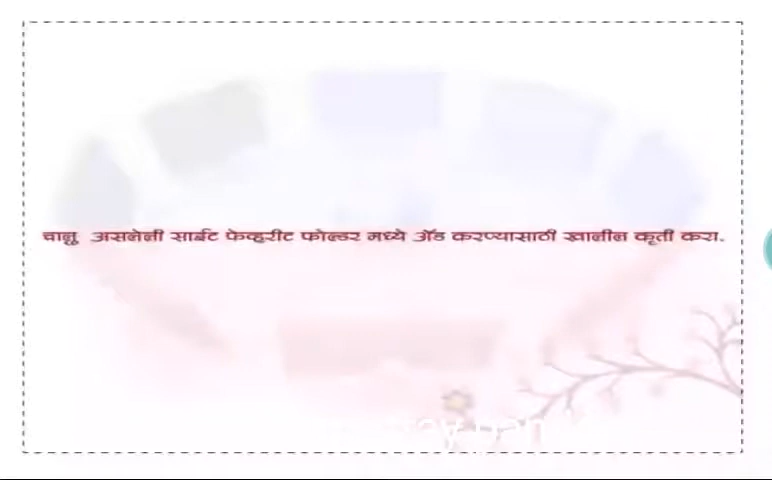 चालू असलेली साईट फेव्हरीट फोल्डर मध्ये ॲड करण्यासाठी खालील कृती करा.